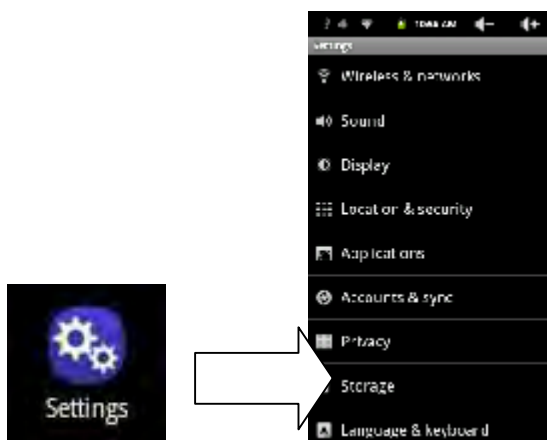 Settings
Settings
Wireless & networks
Sound
Display
Location & security
Applications
Accounts & sync
Privacy
Storage
Language & keyboard